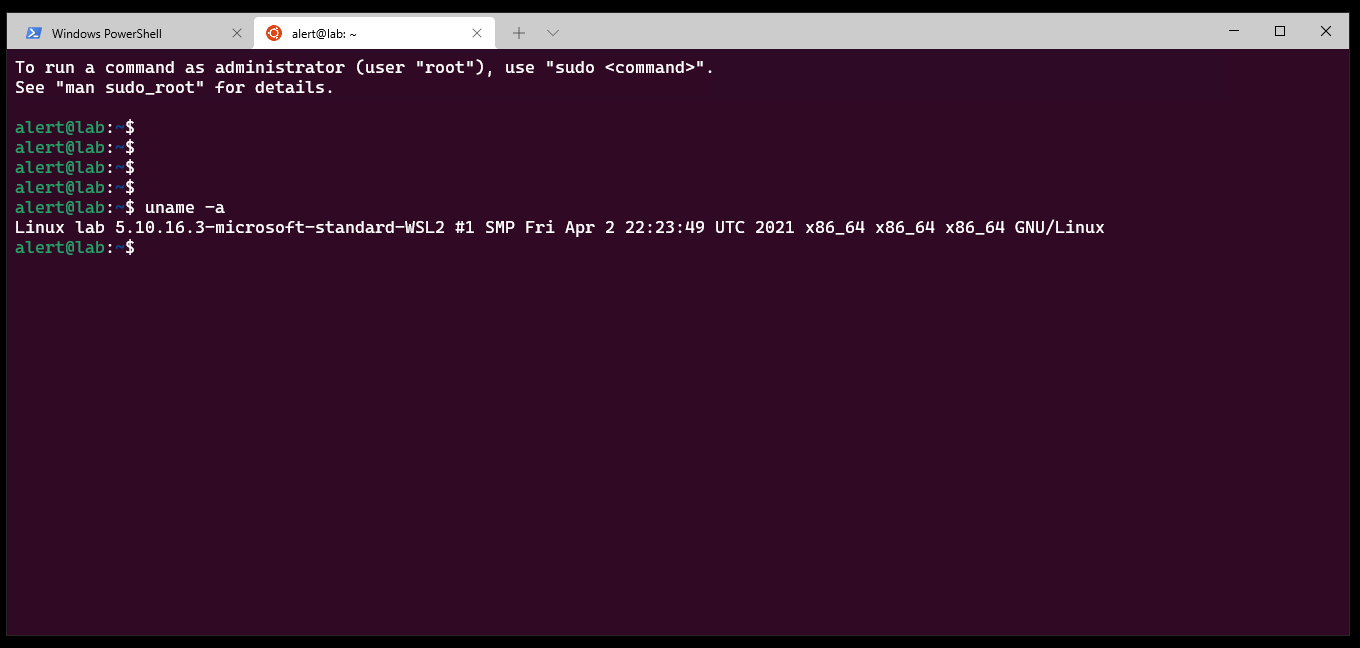 Windows PowerShell
alert@lab: ~
To run a command as administrator (user "root"), use "sudo <command>".
See "man sudo_root" for details.
alert@lab:~$
alert@lab:~$
alert@lab:~$
alert@lab:~$
alert@lab:~$ uname -a
Linux lab 5.10.16.3-microsoft-standard-WSL2 #1 SMP Fri Apr 2 22:23:49 UTC 2021 x86_64 x86_64 x86_64 GNU/Linux
alert@lab:~$